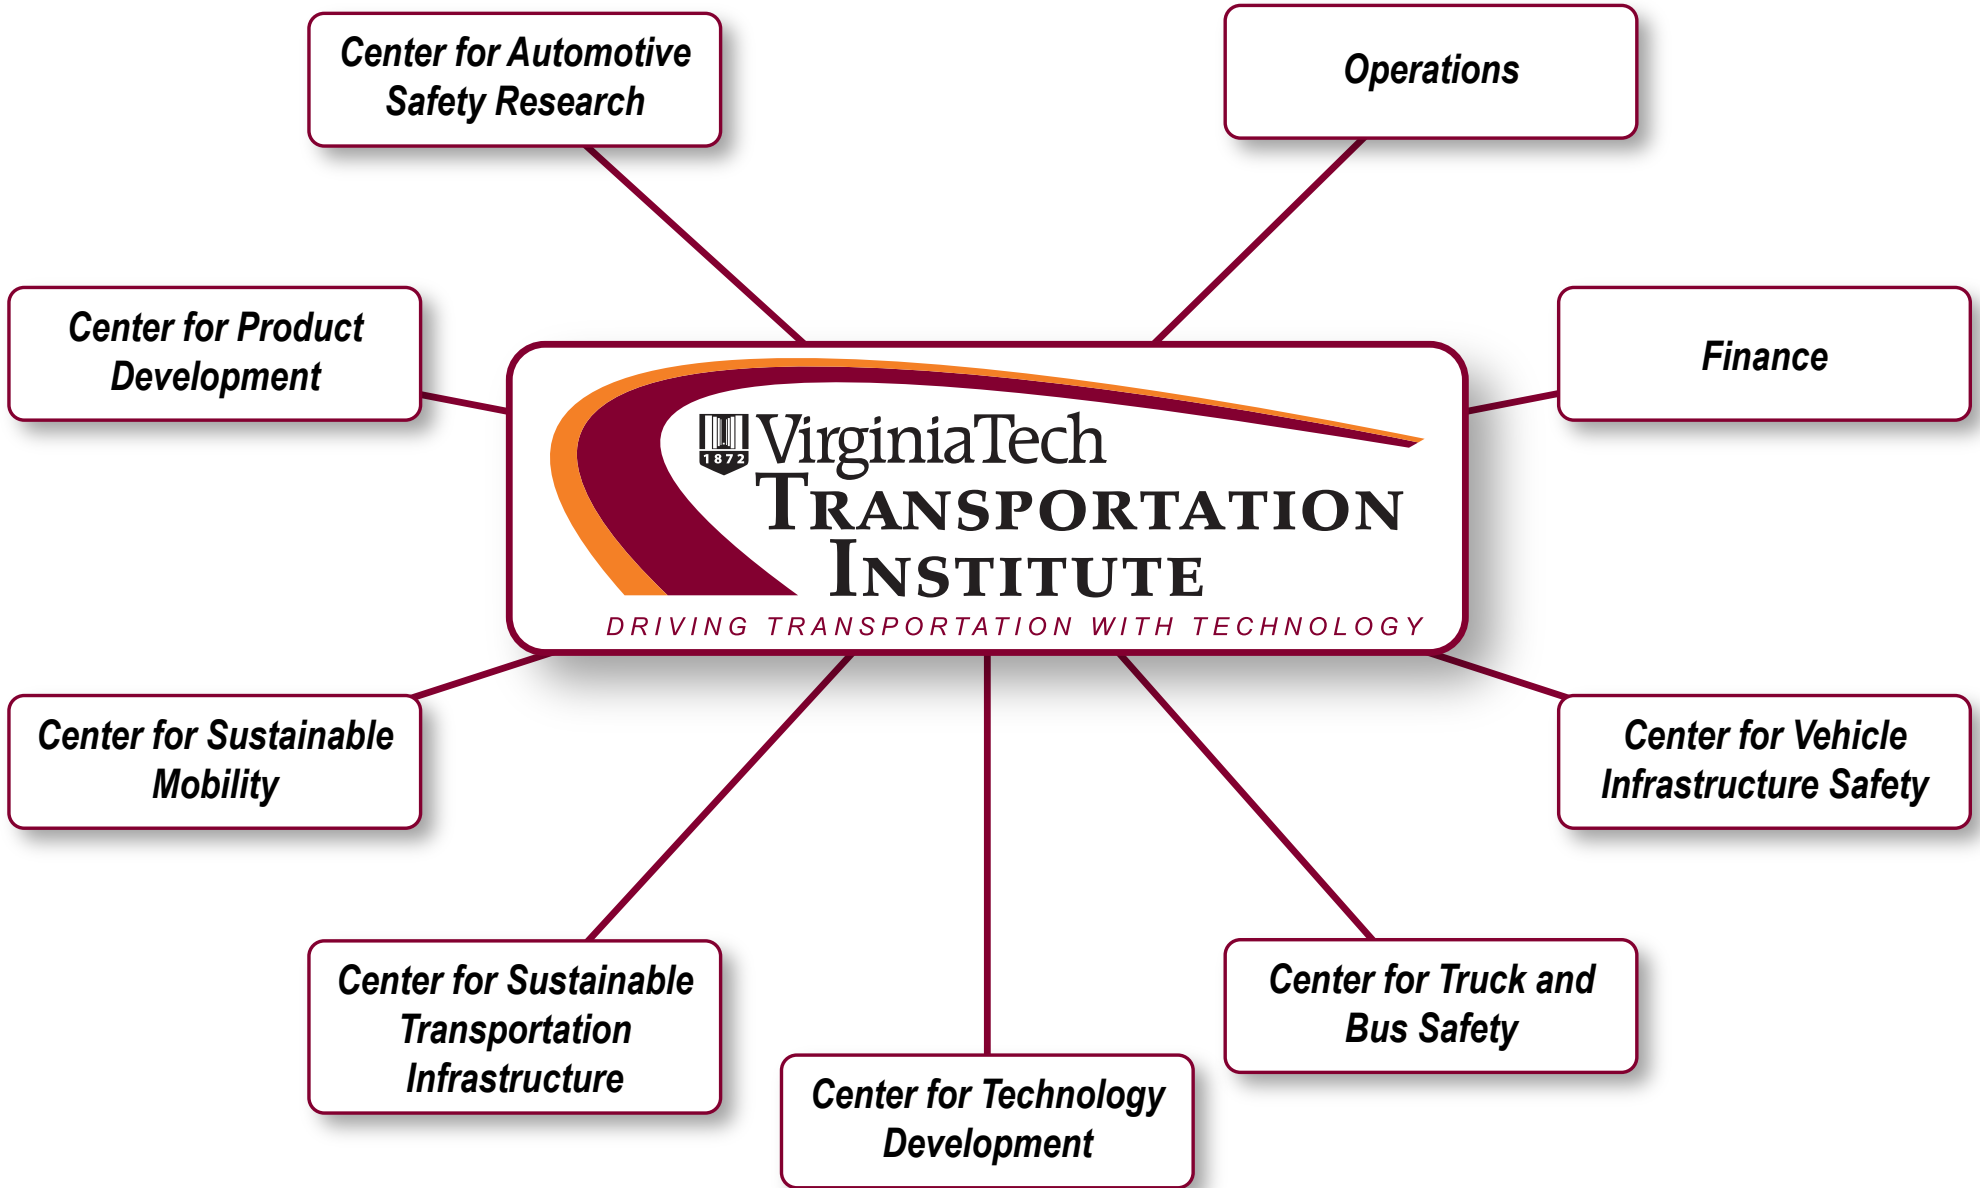 Center for Automotive
Safety Research
Operations
Center for Product
Development
Finance
1872
VirginiaTech
TRANSPORTATION
INSTITUTE
DRIVING TRANSPORTATION WITH TECHNOLOGY
Center for Sustainable
Mobility
Center for Vehicle
Infrastructure Safety
Center for Sustainable
Transportation
Infrastructure
Center for Truck and
Bus Safety
Center for Technology
Development